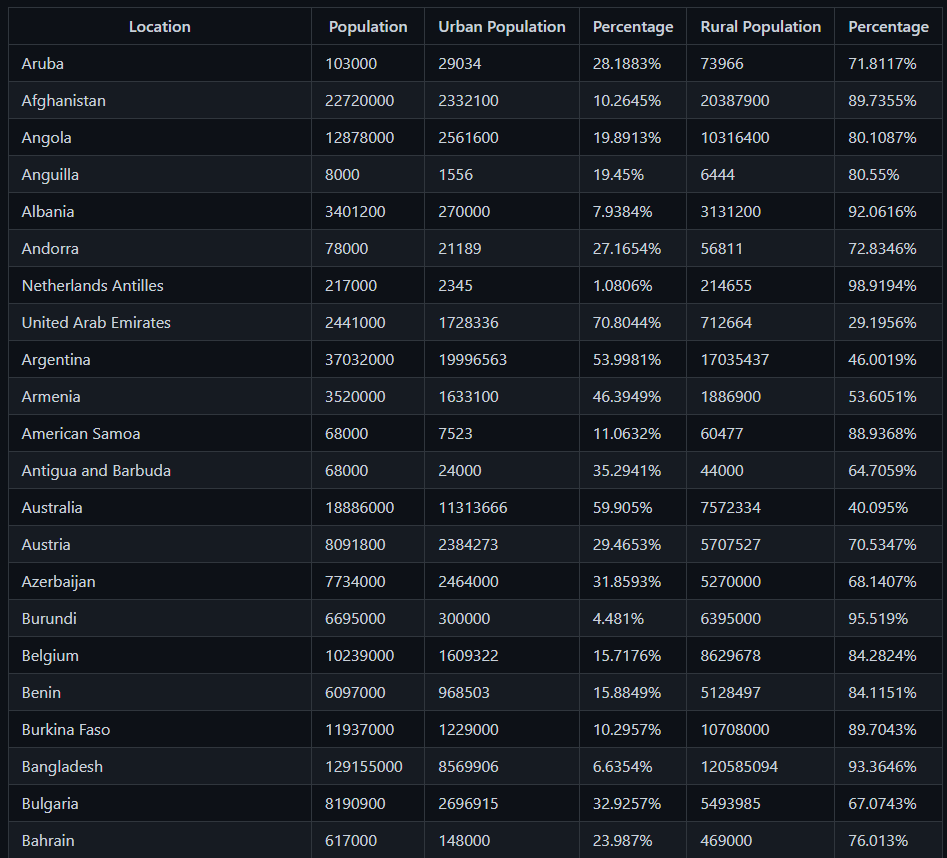 Location Population Urban Population Percentage Rural Population Percentage
Aruba 103000 29034 28.1883% 73966 71.8117%
Afghanistan 22720000 2332100 10.2645% 20387900 89.7355%
Angola 12878000 2561600 19.8913% 10316400 80.1087%
Anguilla 8000 1556 19.45% 6444 80.55%
Albania 3401200 270000 7.9384% 3131200 92.0616%
Andorra 78000 21189 27.1654% 56811 72.8346%
Netherlands Antilles 217000 2345 1.0806% 214655 98.9194%
United Arab Emirates 2441000 1728336 70.8044% 712664 29.1956%
Argentina 37032000 19996563 53.9981% 17035437 46.0019%
Armenia 3520000 1633100 46.3949% 1886900 53.6051%
American Samoa 68000 7523 11.0632% 60477 88.9368%
Antigua and Barbuda 68000 24000 35.2941% 44000 64.7059%
Australia 18886000 11313666 59.905% 7572334 40.095%
Austria 8091800 2384273 29.4653% 5707527 70.5347%
Azerbaijan 7734000 2464000 31.8593% 5270000 68.1407%
Burundi 6695000 300000 4.481% 6395000 95.519%
Belgium 10239000 1609322 15.7176% 8629678 84.2824%
Benin 6097000 968503 15.8849% 5128497 84.1151%
Burkina Faso 11937000 1229000 10.2957% 10708000 89.7043%
Bangladesh 129155000 8569906 6.6354% 120585094 93.3646%
Bulgaria 8190900 2696915 32.9257% 5493985 67.0743%
Bahrain 617000 148000 23.987% 469000 76.013%